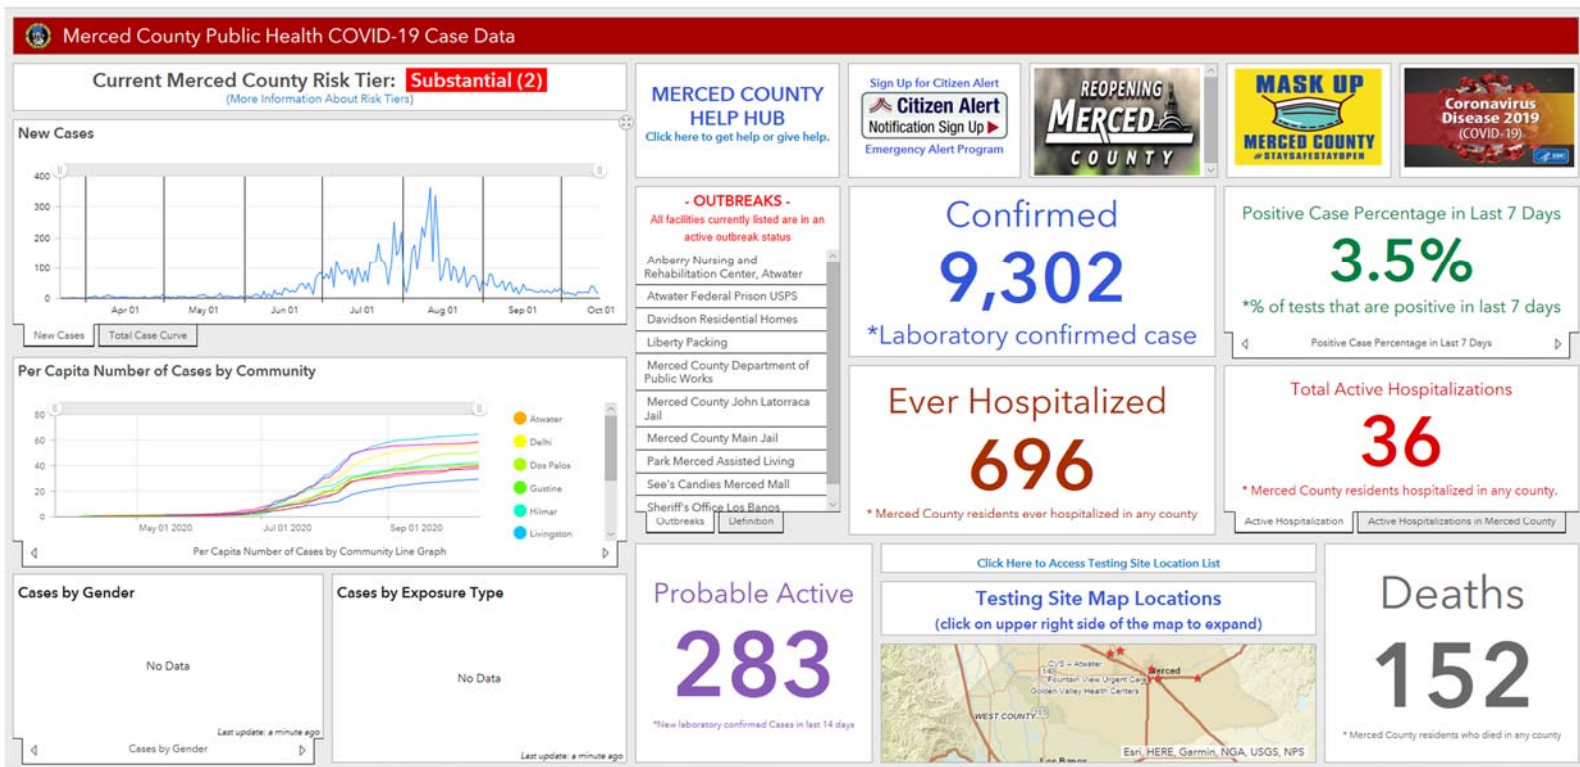 Merced County Public Health COVID-19 Case Data
Current Merced County Risk Tier: Substantial (2)
(More Information About Risk Tiers)
New Cases
400
300
200
100
0
Apr 01
May 01
Jun 01
Jul 01
Aug 01
Sep 01
Oct 01
New Cases
Total Case Curve
Per Capita Number of Cases by Community
80
60
40
20
0
May 01 2020
Jul 01 2020
Sep 01 2020
Atwater
Delhi
Dos Palos
Gustine
Hilmar
Livingston
Per Capita Number of Cases by Community Line Graph
Cases by Gender
No Data
Last update: a minute ago
Cases by Gender
Cases by Exposure Type
No Data
Last update: a minute ago
MERCED COUNTY
HELP HUB
Click here to get help or give help.
Sign Up for Citizen Alert
Citizen Alert
Notification Sign Up
Emergency Alert Program
REOPENING
MERCED
COUNTY
MASK UP
MERCED COUNTY
#STAYSAFESTAYOPEN
Coronavirus
Disease 2019
(COVID-19)
CDC
- OUTBREAKS -
All facilities currently listed are in an
active outbreak status
Anberry Nursing and
Rehabilitation Center, Atwater
Atwater Federal Prison USPS
Davidson Residential Homes
Liberty Packing
Merced County Department of
Public Works
Merced County John Latorraca
Jail
Merced County Main Jail
Park Merced Assisted Living
See's Candies Merced Mall
Sheriff's Office Los Banos
Outbreaks
Definition
Confirmed
9,302
*Laboratory confirmed case
Positive Case Percentage in Last 7 Days
3.5%
*% of tests that are positive in last 7 days
Positive Case Percentage in Last 7 Days
Ever Hospitalized
696
* Merced County residents ever hospitalized in any county
Total Active Hospitalizations
36
* Merced County residents hospitalized in any county.
Active Hospitalization
Active Hospitalizations in Merced County
Probable Active
283
*New laboratory confirmed Cases in last 14 days
Click Here to Access Testing Site Location List
Testing Site Map Locations
(click on upper right side of the map to expand)
CVS - Atwater
Merced
140
Fountain View Urgent Care
Golden Valley Health Centers
WEST COUNTY
Los Banos
Esri, HERE, Garmin, NGA, USGS, NPS
Deaths
152
* Merced County residents who died in any county